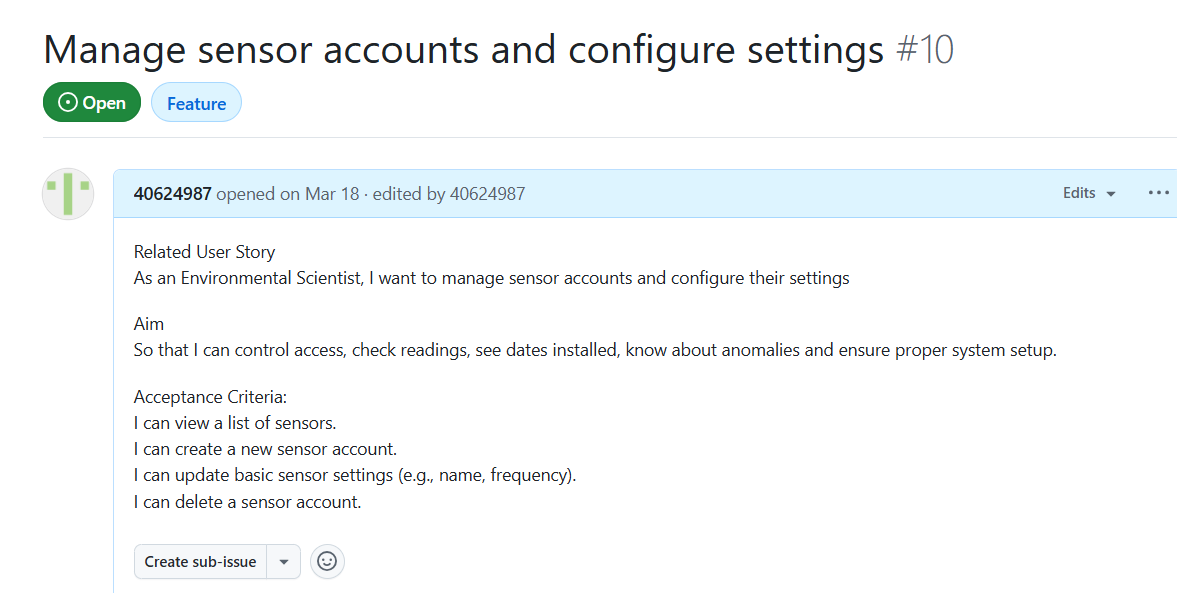 Manage sensor accounts and configure settings #10
Open Feature
40624987 opened on Mar 18 · edited by 40624987 Edits
Related User Story
As an Environmental Scientist, I want to manage sensor accounts and configure their settings
Aim
So that I can control access, check readings, see dates installed, know about anomalies and ensure proper system setup.
Acceptance Criteria:
I can view a list of sensors.
I can create a new sensor account.
I can update basic sensor settings (e.g., name, frequency).
I can delete a sensor account.
Create sub-issue